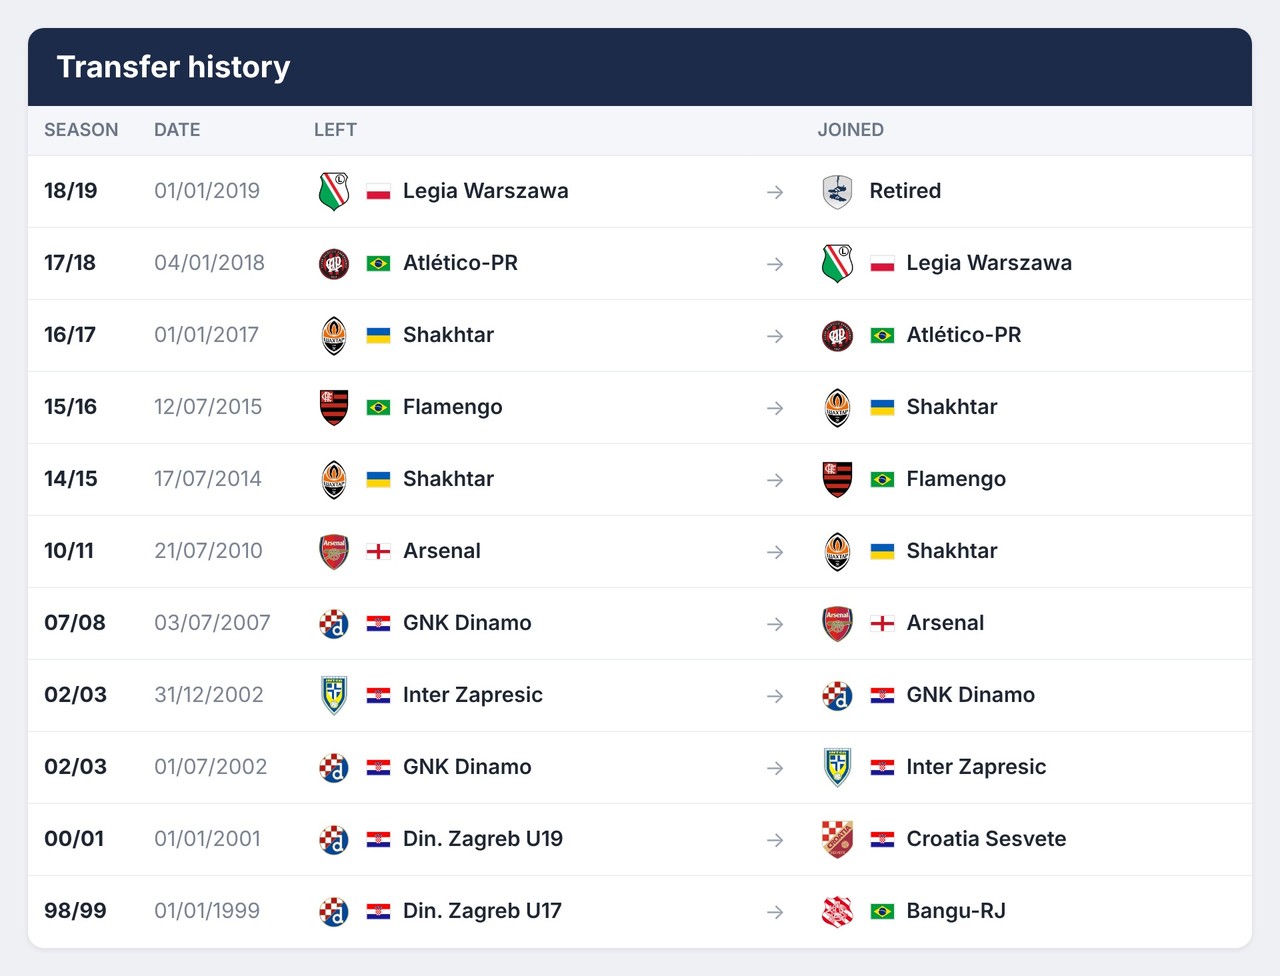 Transfer history
SEASON DATE LEFT JOINED
18/19 01/01/2019 Legia Warszawa → Retired
17/18 04/01/2018 Atlético-PR → Legia Warszawa
16/17 01/01/2017 Shakhtar → Atlético-PR
15/16 12/07/2015 Flamengo → Shakhtar
14/15 17/07/2014 Shakhtar → Flamengo
10/11 21/07/2010 Arsenal → Shakhtar
07/08 03/07/2007 GNK Dinamo → Arsenal
02/03 31/12/2002 Inter Zapresic → GNK Dinamo
02/03 01/07/2002 GNK Dinamo → Inter Zapresic
00/01 01/01/2001 Din. Zagreb U19 → Croatia Sesvete
98/99 01/01/1999 Din. Zagreb U17 → Bangu-RJ